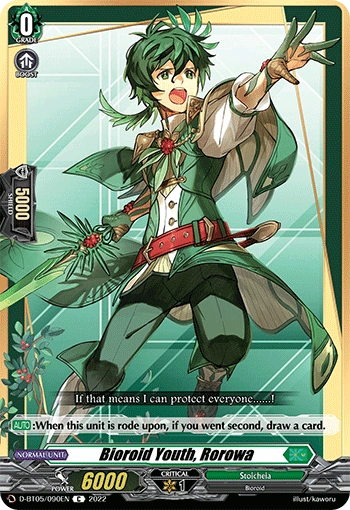 0
GRADE
BOOST
5000
SHIELD
If that means I can protect everyone......!
AUTO:When this unit is rode upon, if you went second, draw a card.
NORMAL UNIT
Bioroid Youth, Rorowa
POWER
6000
CRITICAL
1
Stoicheia
Bioroid
D-BT05/090EN C 2022
illust/kaworu